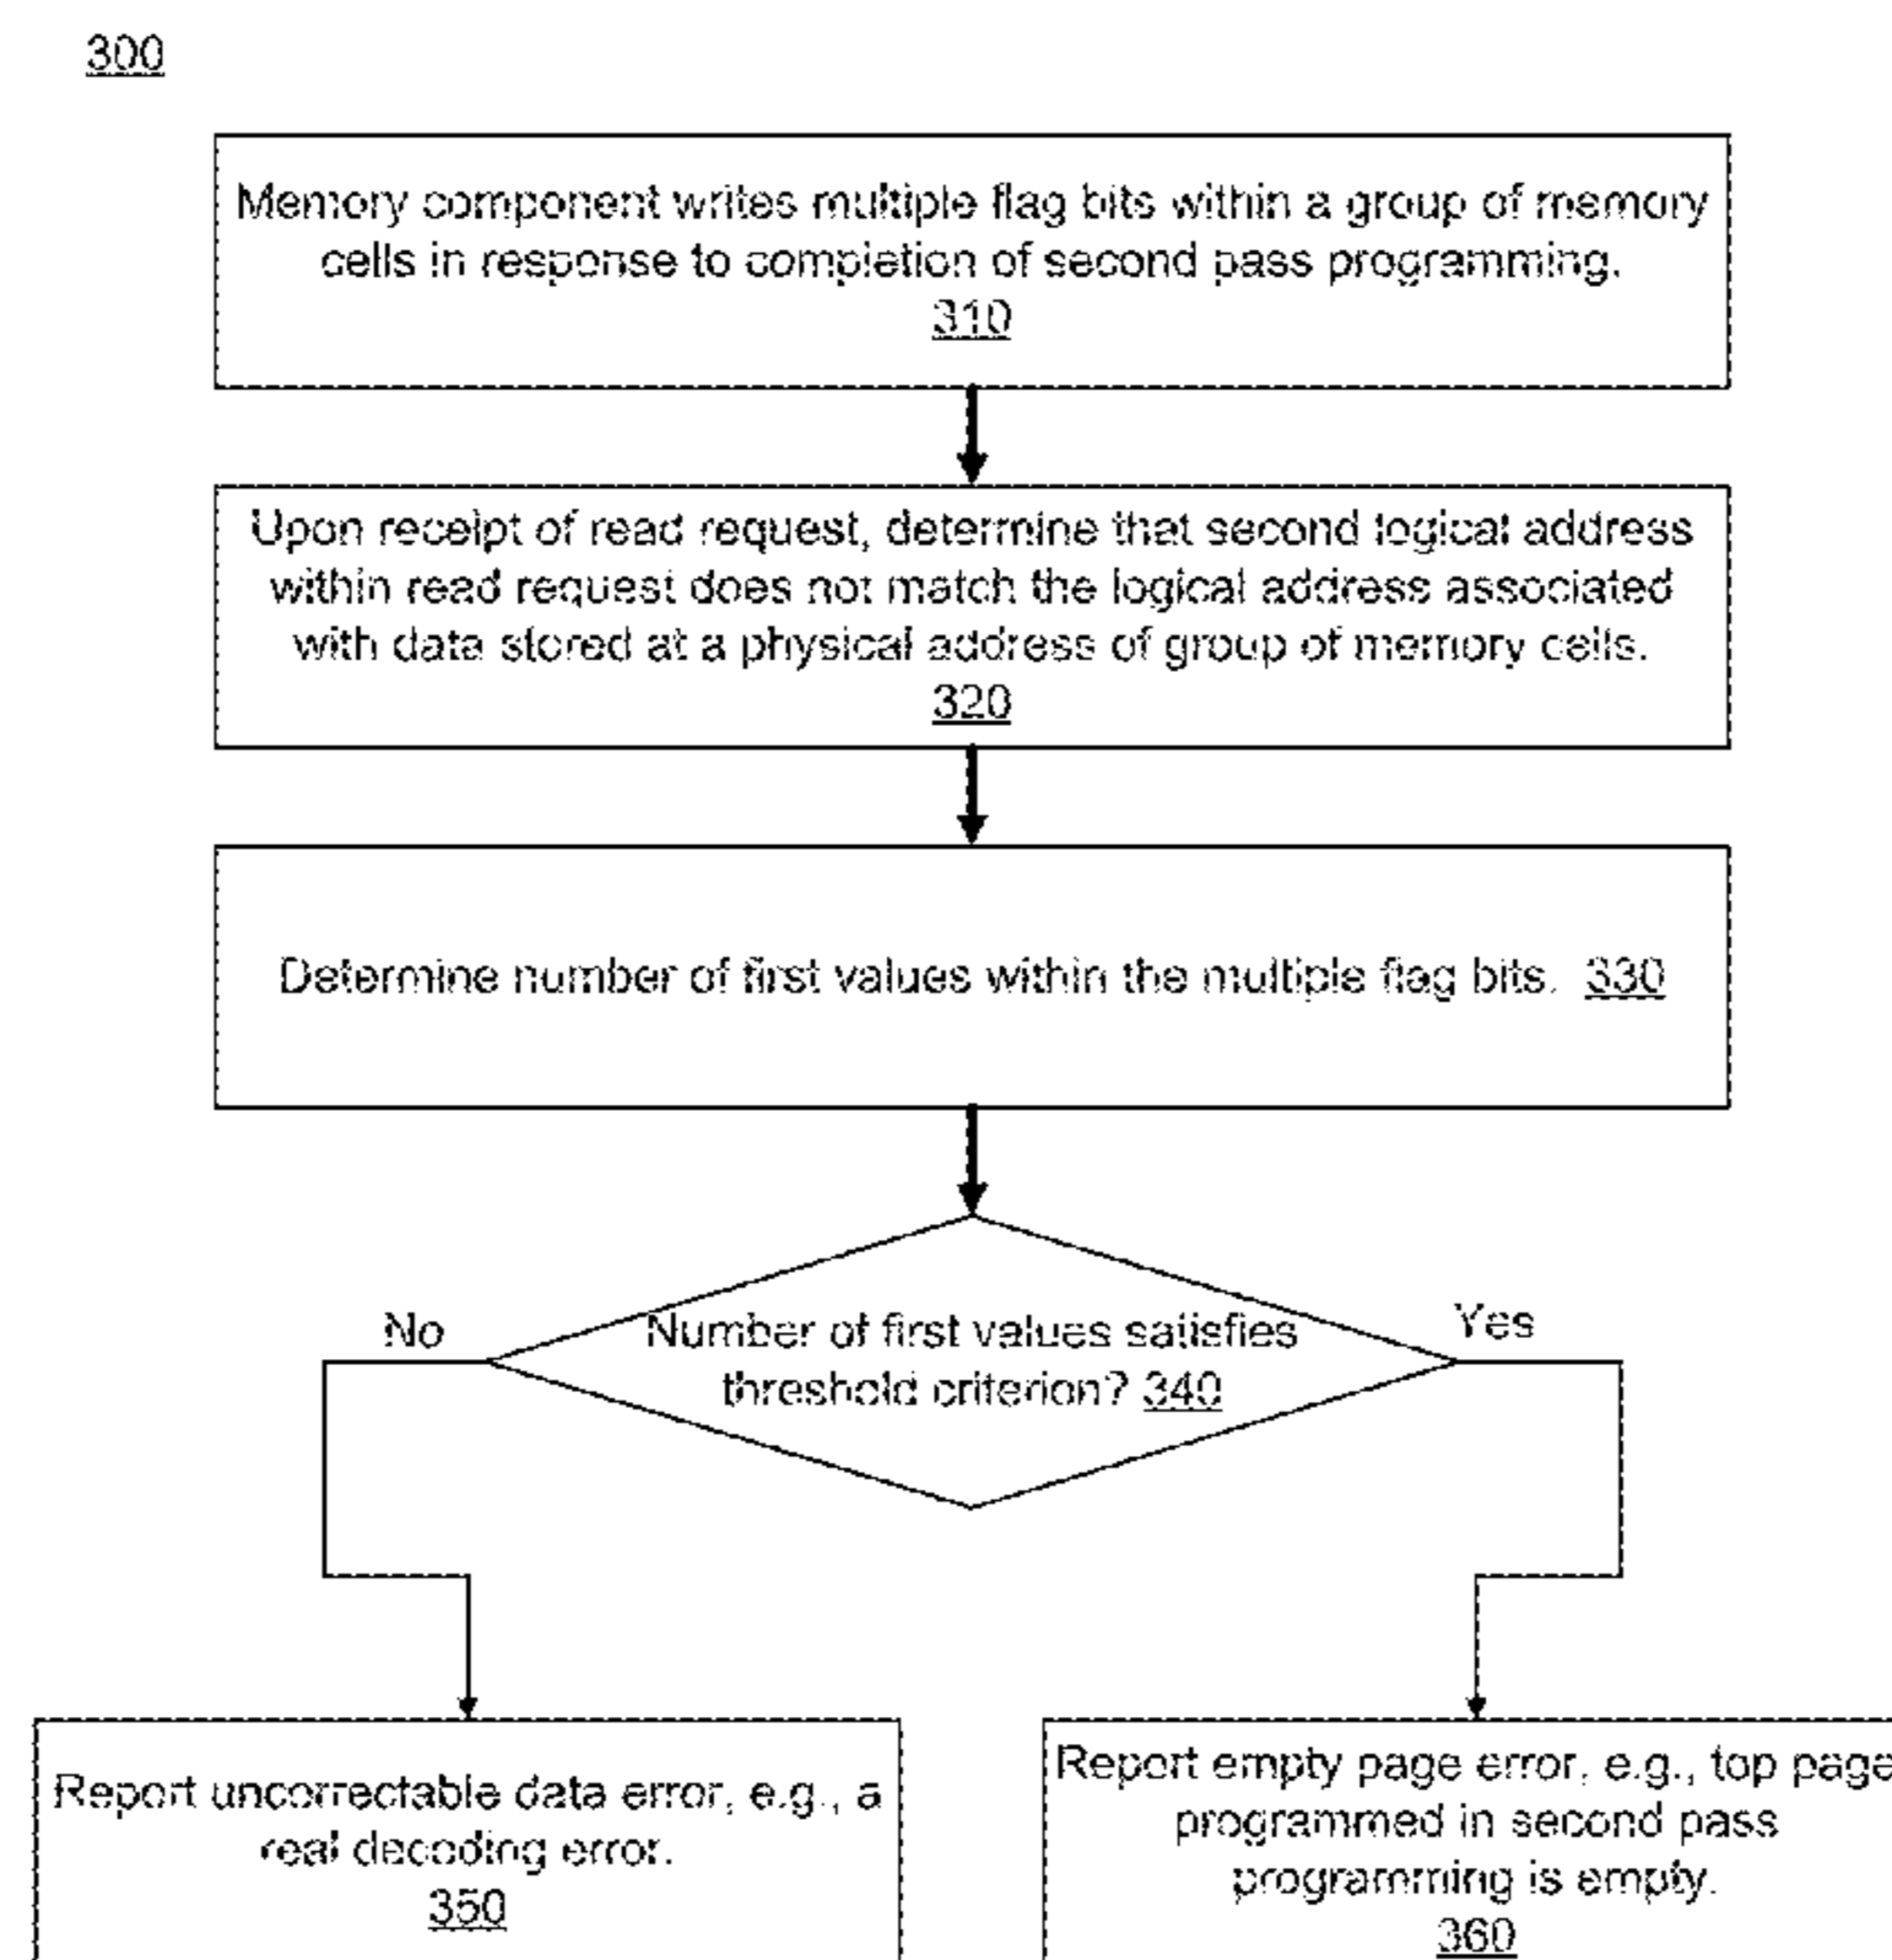 300
Memory component writes multiple flag bits within a group of memory
cells in response to completion of second pass programming.
310
Upon receipt of read request, determine that second logical address
within read request does not match the logical address associated
with data stored at a physical address of group of memory cells.
320
Determine number of first values within the multiple flag bits. 330
No
Number of first values satisfies
Yes
threshold criterion? 340
Report uncorrectable data error, e.g., a
real decoding error.
350
Report empty page error, e.g., top page
programmed in second pass
programming is empty.
360